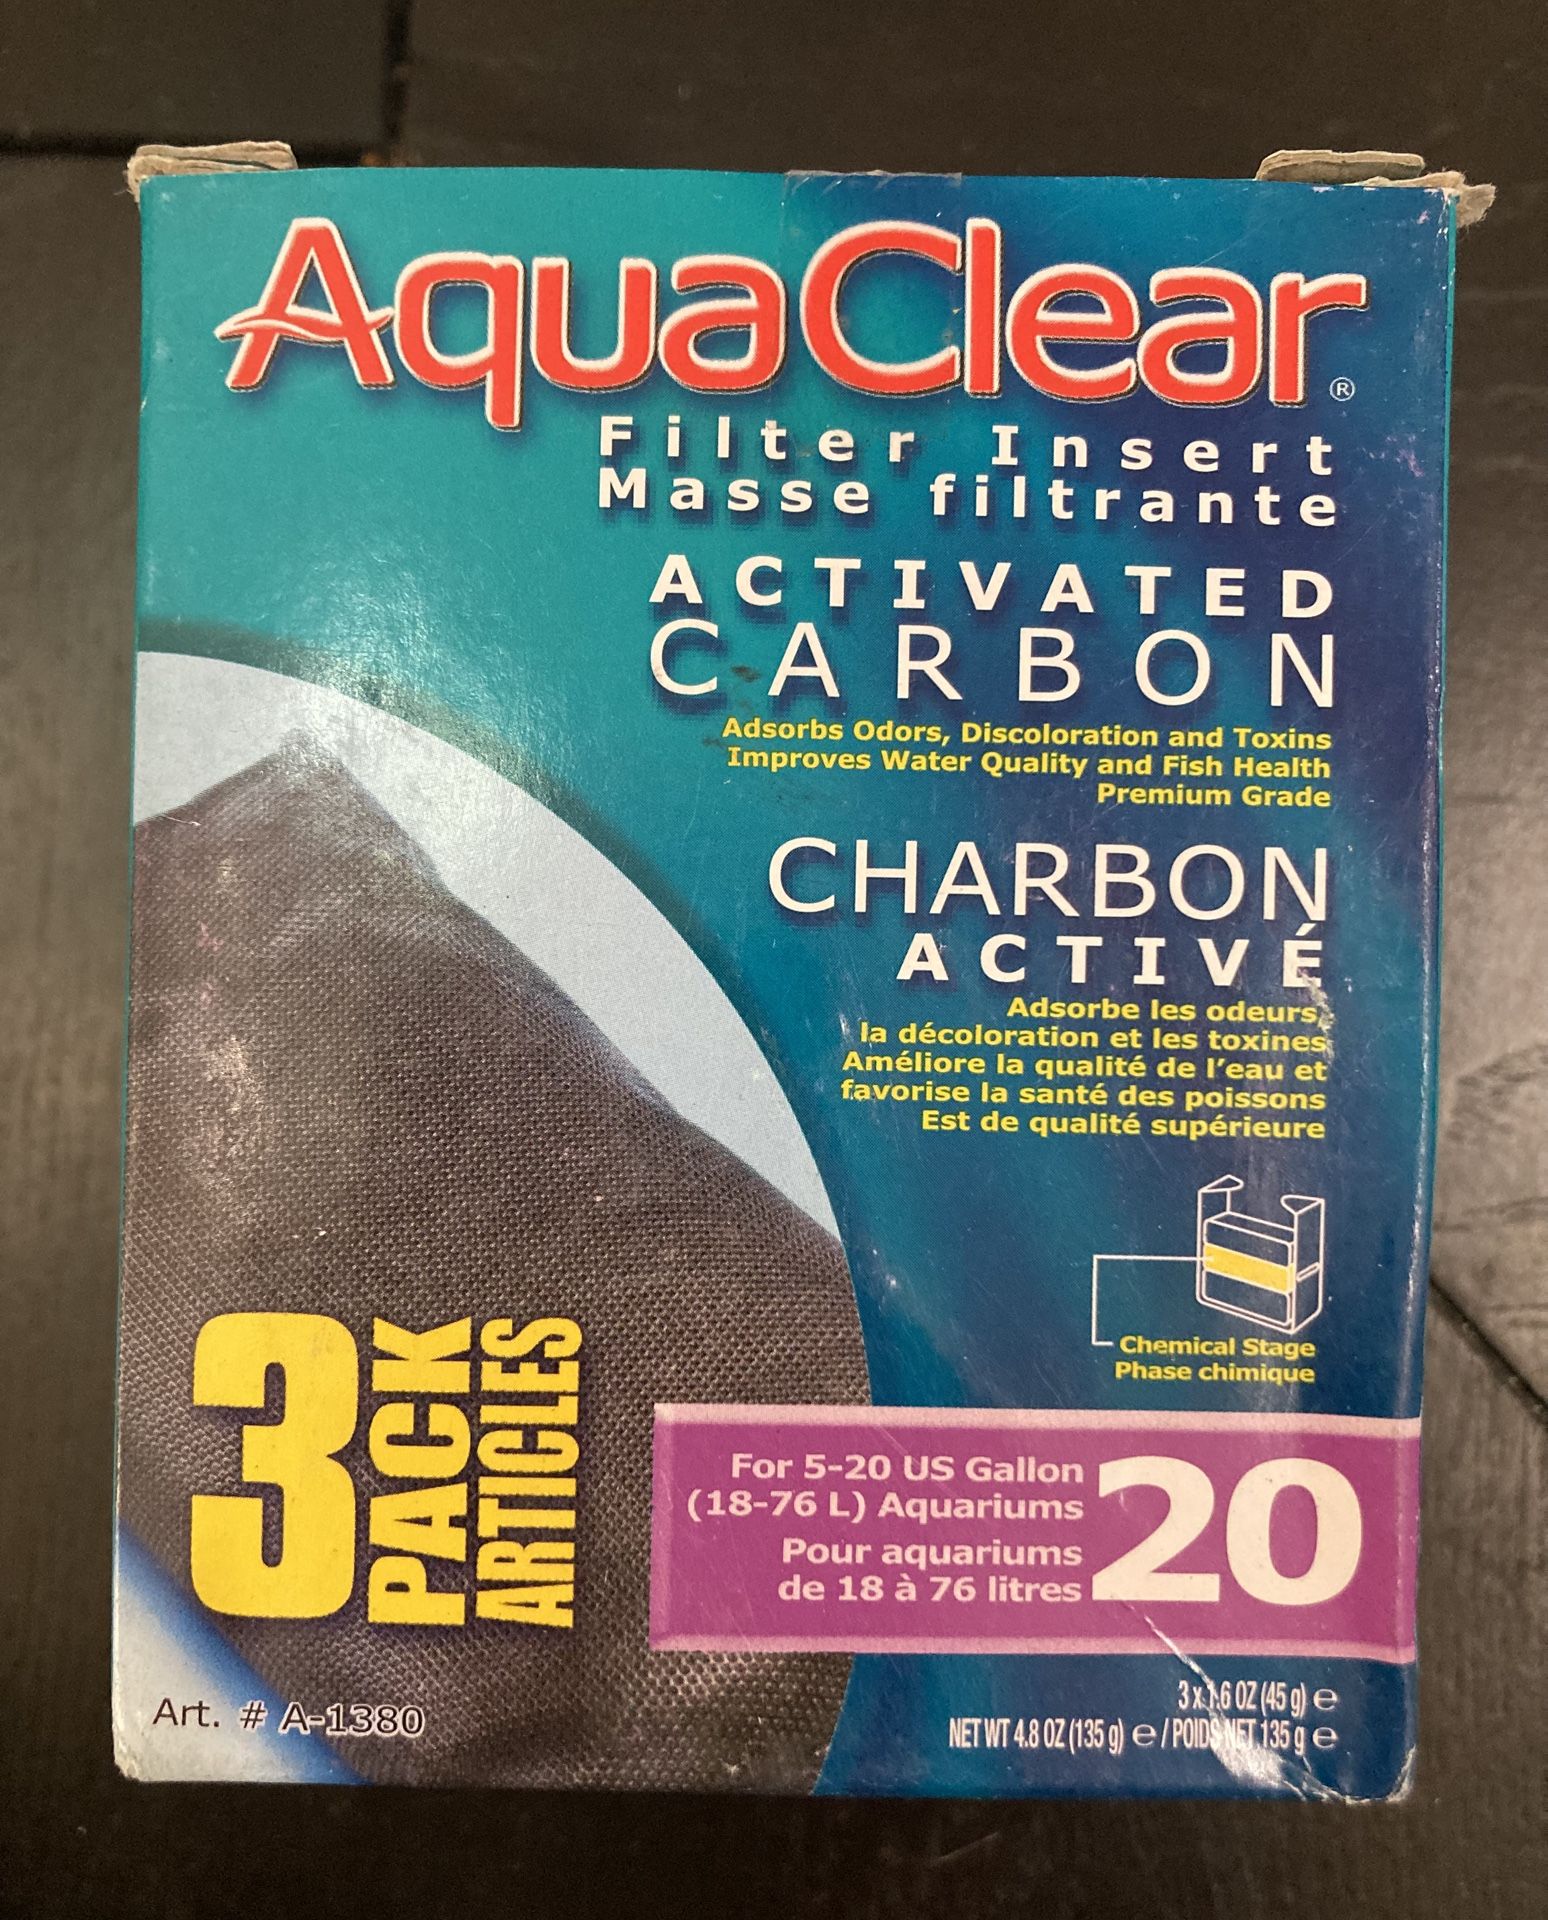 AquaClear®
Filter Insert
Masse filtrante
ACTIVATED
CARBON
Adsorbs Odors, Discoloration and Toxins
Improves Water Quality and Fish Health
Premium Grade
CHARBON
ACTIVÉ
Adsorbe les odeurs,
la décoloration et les toxines
Améliore la qualité de l'eau et
favorise la santé des poissons
Est de qualité supérieure
Chemical Stage
Phase chimique
3 PACK
ARTICLES
For 5-20 US Gallon
(18-76 L) Aquariums
Pour aquariums
de 18 à 76 litres
20
Art. # A-1380
3 x 1.6 OZ (45 g) e
NET WT 4.8 OZ (135 g) e / POIDS NET 135 g e